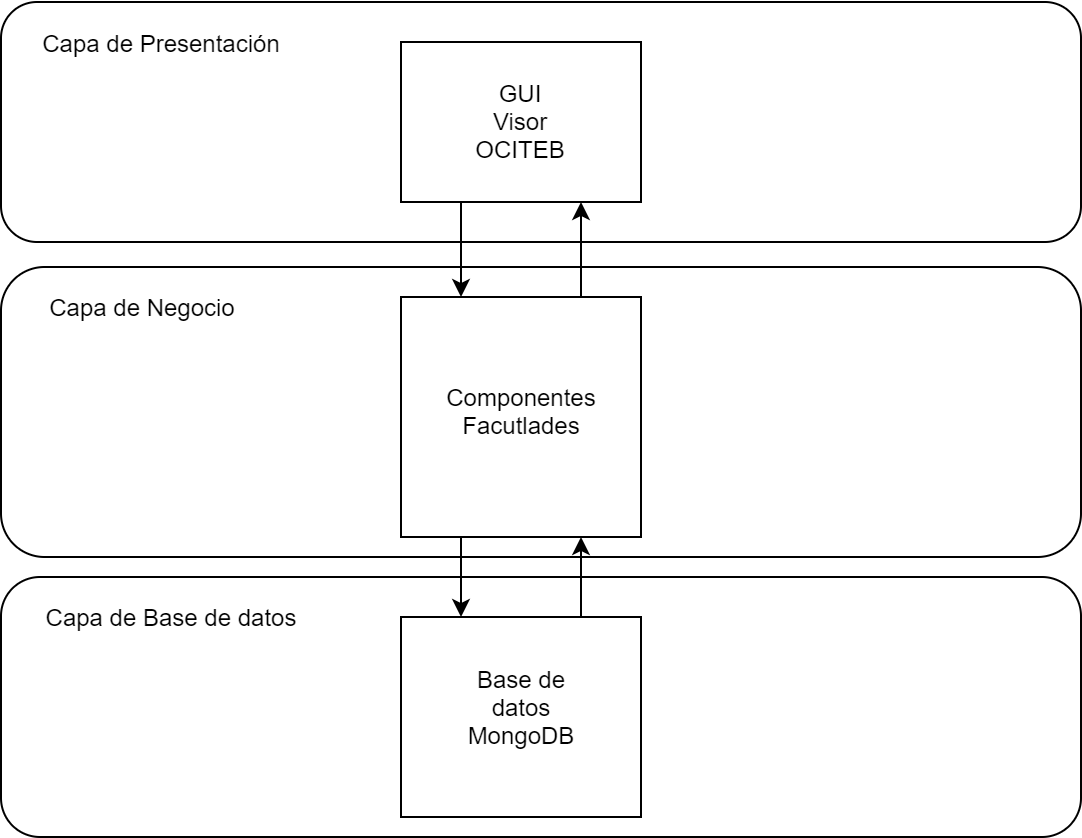 Capa de Presentación
GUI
Visor
OCITEB
Capa de Negocio
Componentes
Facutlades
Capa de Base de datos
Base de
datos
MongoDB